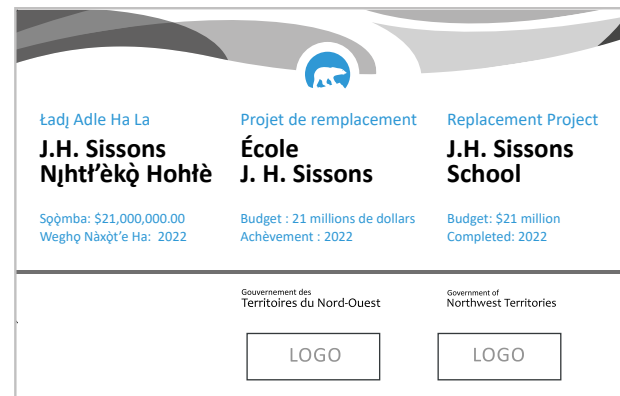 Ładı̨ Adle Ha La
J.H. Sissons
Nı̨htł’èkǫ̀ Hohłè
Sǫǫ̀mba: $21,000,000.00
Weghǫ Nàxǫ̀t’e Ha: 2022
Projet de remplacement
École
J. H. Sissons
Budget : 21 millions de dollars
Achèvement : 2022
Replacement Project
J.H. Sissons
School
Budget: $21 million
Completed: 2022
Gouvernement des
Territoires du Nord-Ouest
Government of
Northwest Territories
LOGO
LOGO